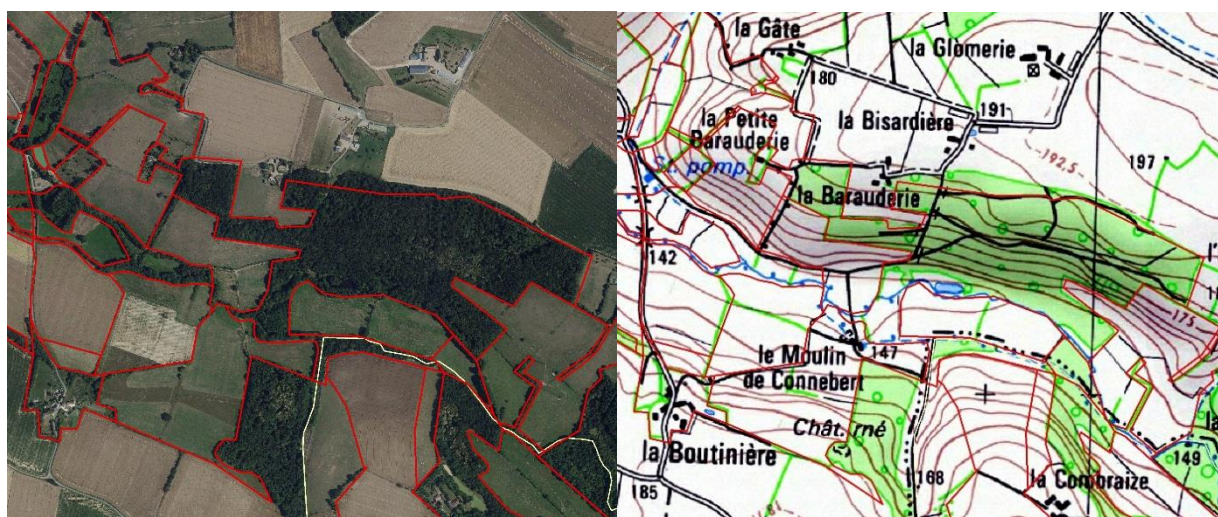 la Gâte
la Glomerie
180
191
la Petite
Barauderie
la Bisardière
192,5
197
St. pomp.
la Barauderie
142
175
147
le Moulin
de Connebert
Chât. rné
149
la Boutinière
168
la Combraize
185